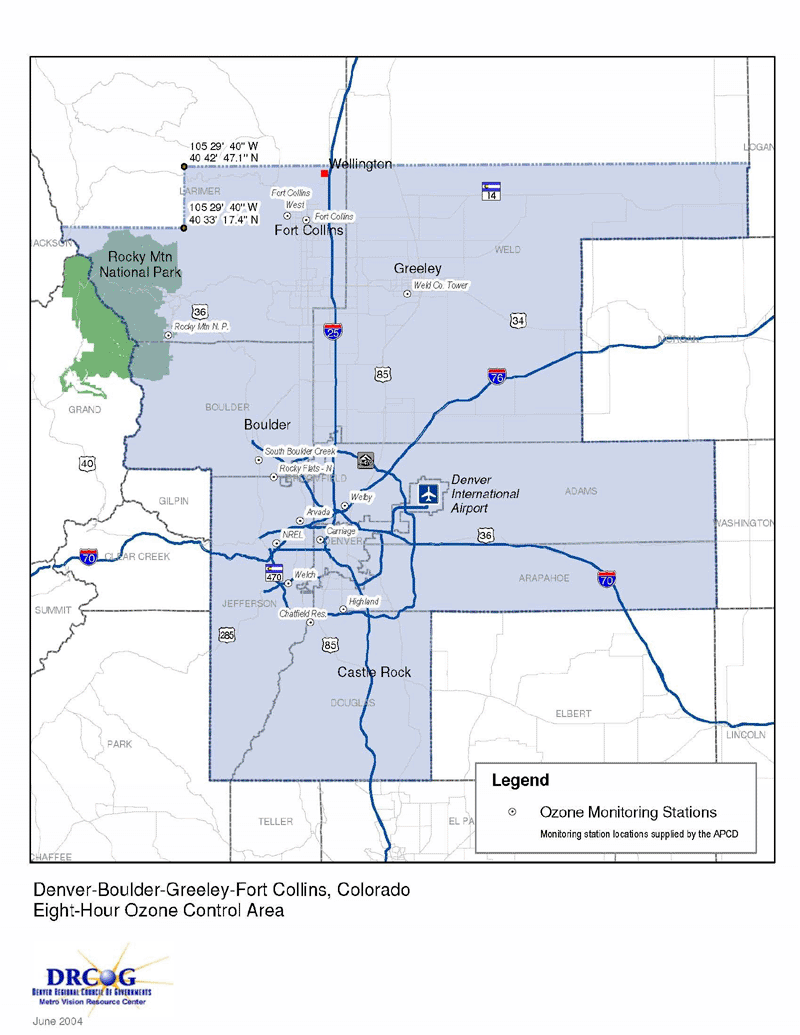 LOGAN
105 29' 40" W
40 42' 47.1" N
Wellington
LARIMER
Fort Collins
West
14
105 29' 40" W
40 33' 17.4" N
Fort Collins
Fort Collins
JACKSON
WELD
Rocky Mtn
National Park
Greeley
Weld Co. Tower
36
34
Rocky Mtn N. P.
25
MORGAN
85
76
GRAND
BOULDER
Boulder
South Boulder Creek
40
Rocky Flats - N
Denver
International
Airport
ADAMS
GILPIN
Welby
Arvada
WASHINGTON
NREL
Carriage
DENVER
36
70
CLEAR CREEK
470
Welch
ARAPAHOE
70
SUMMIT
JEFFERSON
Highland
Chatfield Res.
285
85
Castle Rock
DOUGLAS
ELBERT
LINCOLN
PARK
Legend
Ozone Monitoring Stations
Monitoring station locations supplied by the APCD
TELLER
EL PA
CHAFFEE
Denver-Boulder-Greeley-Fort Collins, Colorado
Eight-Hour Ozone Control Area
DRCOG
DENVER REGIONAL COUNCIL OF GOVERNMENTS
Metro Vision Resource Center
June 2004